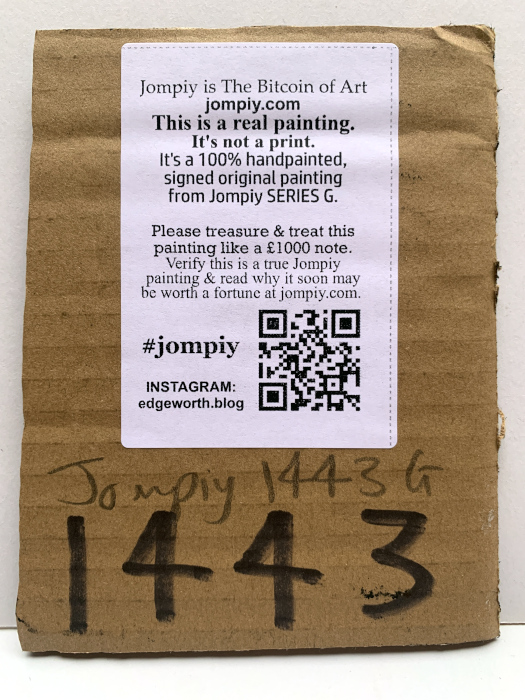 Jompiy is The Bitcoin of Art
jompiy.com
This is a real painting.
It's not a print.
It's a 100% handpainted,
signed original painting
from Jompiy SERIES G.
Please treasure & treat this
painting like a £1000 note.
Verify this is a true Jompiy
painting & read why it soon may
be worth a fortune at jompiy.com.
#jompiy
INSTAGRAM:
edgeworth.blog
Jompiy 1443 G
1443